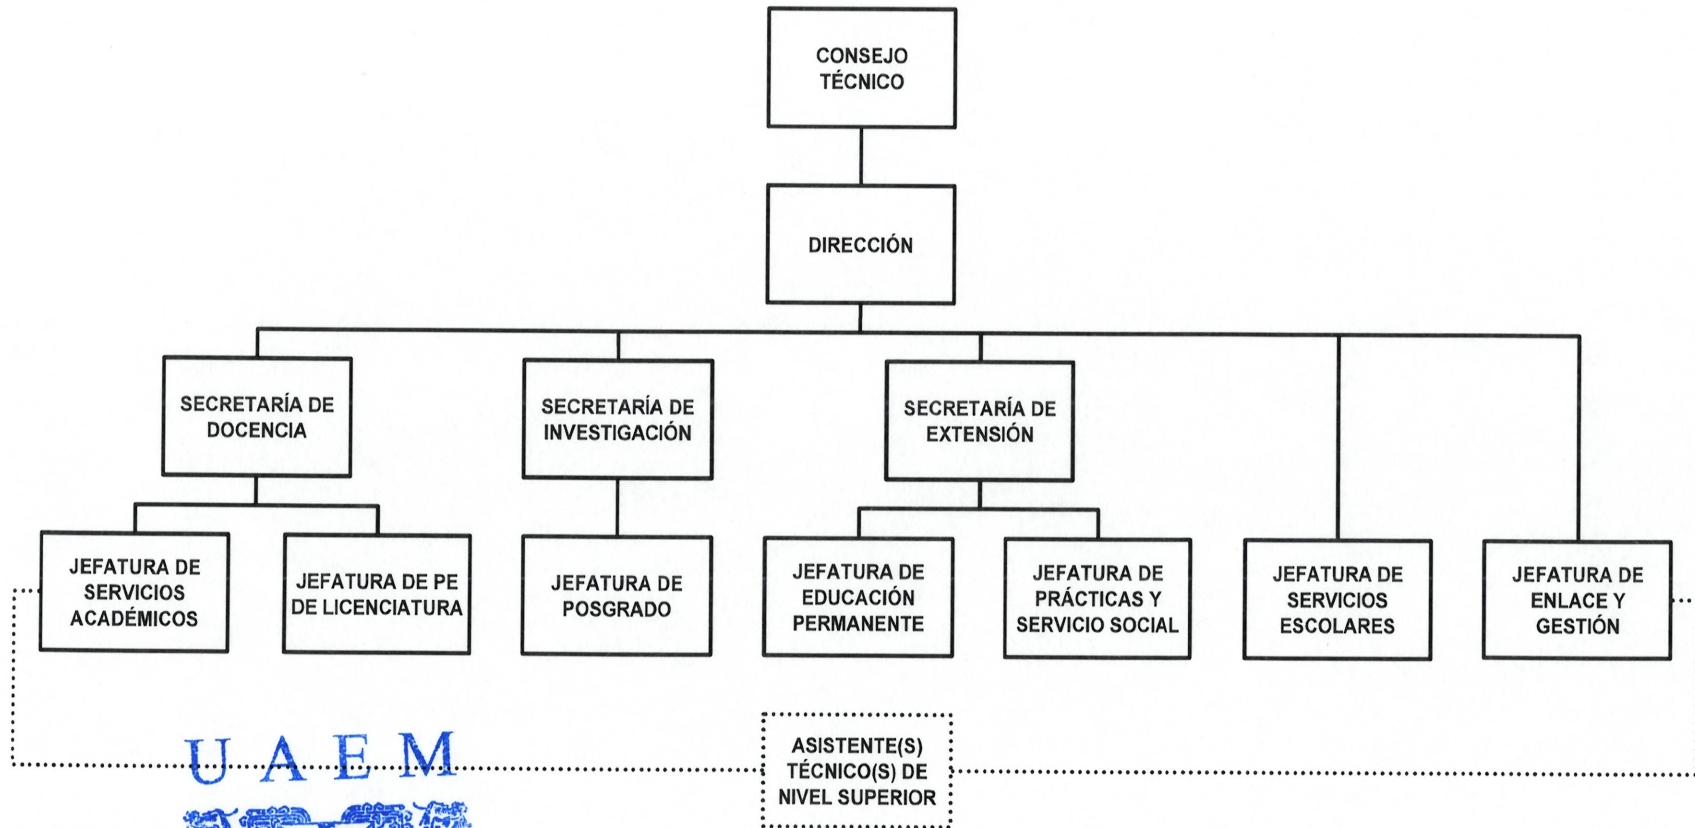 CONSEJO
TÉCNICO
DIRECCIÓN
SECRETARÍA DE
DOCENCIA
SECRETARÍA DE
INVESTIGACIÓN
SECRETARÍA DE
EXTENSIÓN
JEFATURA DE
SERVICIOS
ACADÉMICOS
JEFATURA DE PE
DE LICENCIATURA
JEFATURA DE
POSGRADO
JEFATURA DE
EDUCACIÓN
PERMANENTE
JEFATURA DE
PRÁCTICAS Y
SERVICIO SOCIAL
JEFATURA DE
SERVICIOS
ESCOLARES
JEFATURA DE
ENLACE Y
GESTIÓN
UAEM
ASISTENTE(S)
TÉCNICO(S) DE
NIVEL SUPERIOR